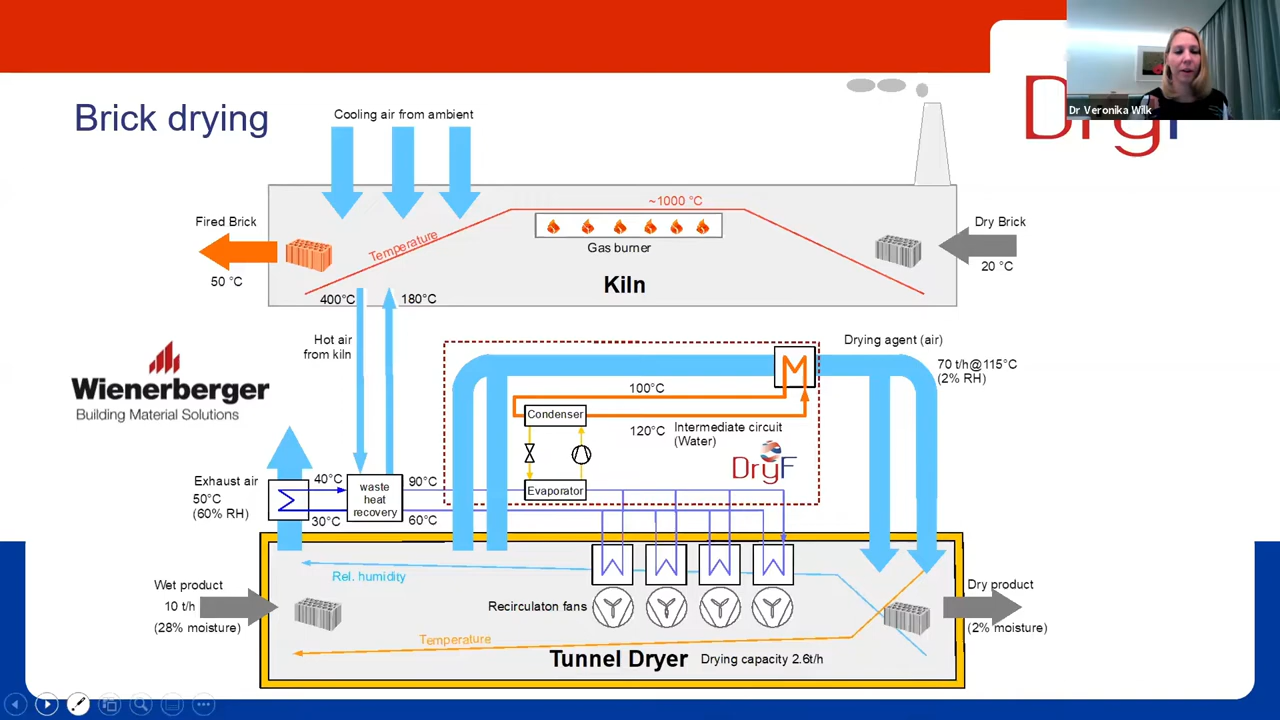 Brick drying
Dr Veronika Wilk
Cooling air from ambient
~1000 °C
Fired Brick
50 °C
Temperature
Gas burner
Kiln
Dry Brick
20 °C
400°C
180°C
Hot air
from kiln
Wienerberger
Building Material Solutions
Drying agent (air)
70 t/h@115°C
(2% RH)
100°C
Condenser
120°C
Intermediate circuit
(Water)
DryF
Evaporator
Exhaust air
50°C
(60% RH)
40°C
30°C
waste
heat
recovery
90°C
60°C
Wet product
10 t/h
(28% moisture)
Rel. humidity
Recirculaton fans
Temperature
Tunnel Dryer
Drying capacity 2.6t/h
Dry product
(2% moisture)